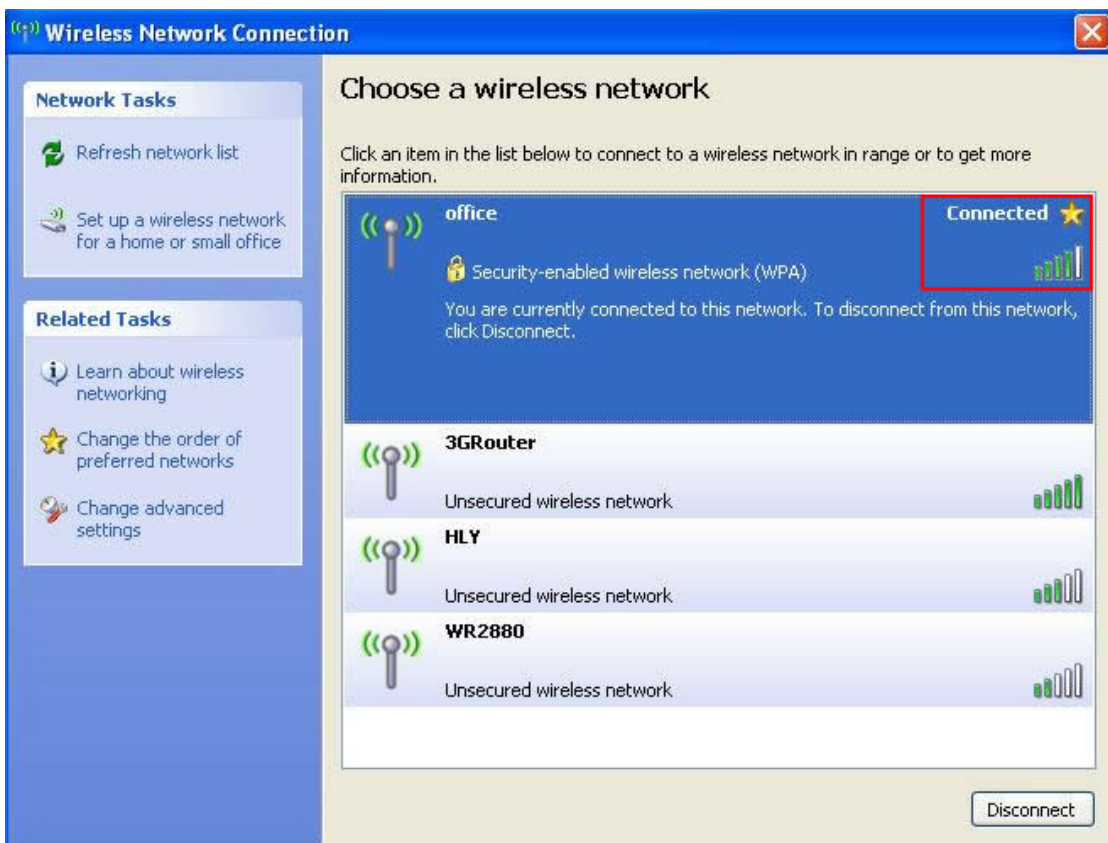 Wireless Network Connection
Network Tasks
Refresh network list
Set up a wireless network
for a home or small office
Related Tasks
Learn about wireless
networking
Change the order of
preferred networks
Change advanced
settings
Choose a wireless network
Click an item in the list below to connect to a wireless network in range or to get more
information.
office
Connected
Security-enabled wireless network (WPA)
You are currently connected to this network. To disconnect from this network,
click Disconnect.
3GRouter
Unsecured wireless network
HLY
Unsecured wireless network
WR2880
Unsecured wireless network
Disconnect